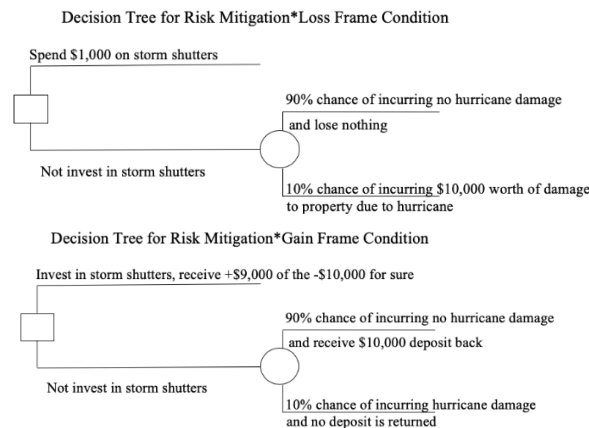 Decision Tree for Risk Mitigation*Loss Frame Condition
Spend $1,000 on storm shutters
90% chance of incurring no hurricane damage
and lose nothing
Not invest in storm shutters
10% chance of incurring $10,000 worth of damage
to property due to hurricane
Decision Tree for Risk Mitigation*Gain Frame Condition
Invest in storm shutters, receive +$9,000 of the -$10,000 for sure
90% chance of incurring no hurricane damage
and receive $10,000 deposit back
Not invest in storm shutters
10% chance of incurring hurricane damage
and no deposit is returned